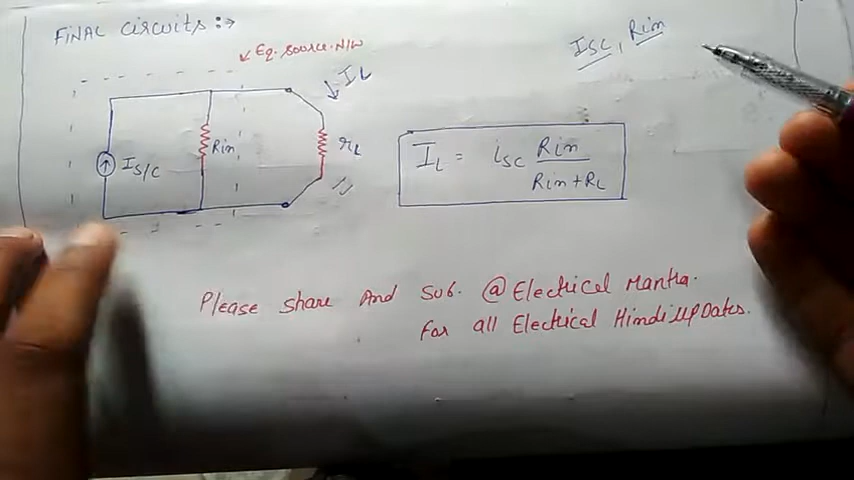 FINAL Circuits :→
Eq. source. N/W
IL
ISC, Rin
IS/C
Rin
rL
IL = iSC Rin
Rin+RL
Please share And Sub. @Electrical Mantra.
for all Electrical Hindi UpDates.